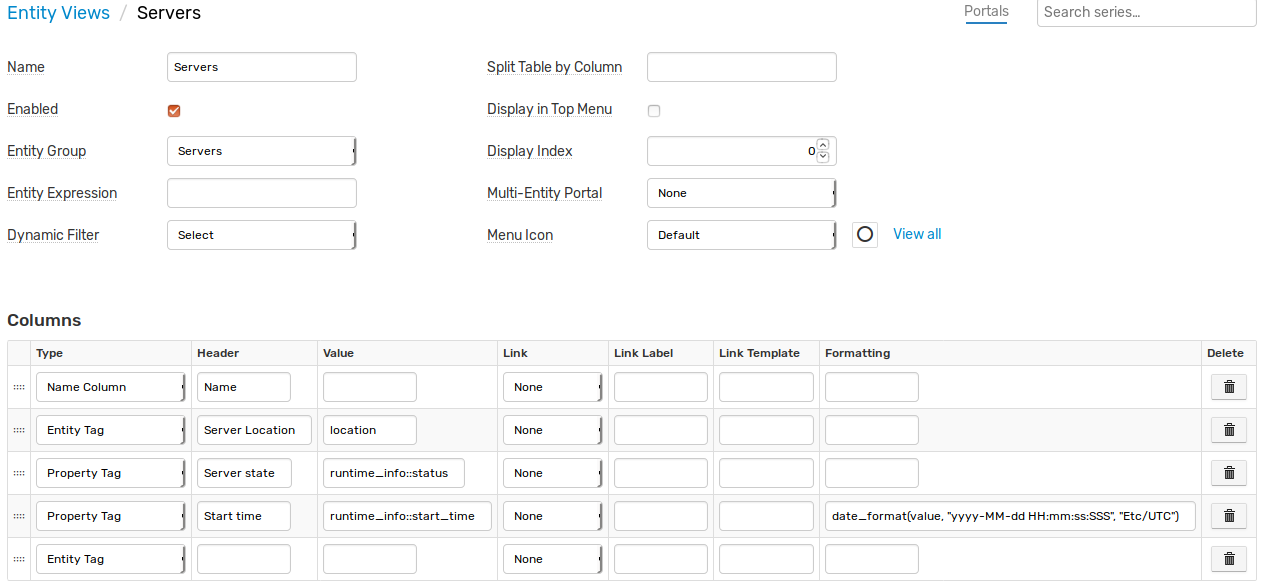 Entity Views / Servers
Portals
Search series...
Name Servers Split Table by Column
Enabled Display in Top Menu
Entity Group Servers Display Index 0
Entity Expression Multi-Entity Portal None
Dynamic Filter Select Menu Icon Default View all
Columns
Type Header Value Link Link Label Link Template Formatting Delete
Name Column Name None
Entity Tag Server Location location None
Property Tag Server state runtime_info::status None
Property Tag Start time runtime_info::start_time None date_format(value, "yyyy-MM-dd HH:mm:ss:SSS", "Etc/UTC")
Entity Tag None